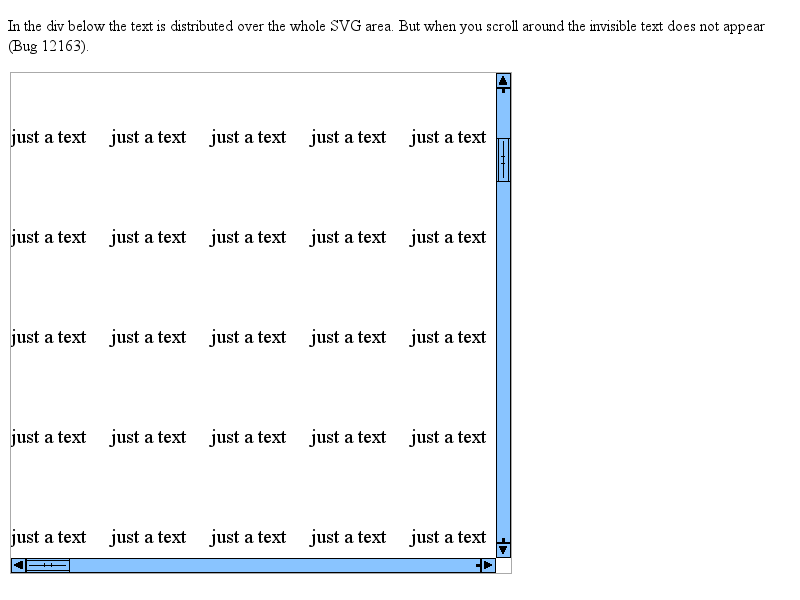 In the div below the text is distributed over the whole SVG area. But when you scroll around the invisible text does not appear
(Bug 12163).
just a text just a text just a text just a text just a text
just a text just a text just a text just a text just a text
just a text just a text just a text just a text just a text
just a text just a text just a text just a text just a text
just a text just a text just a text just a text just a text